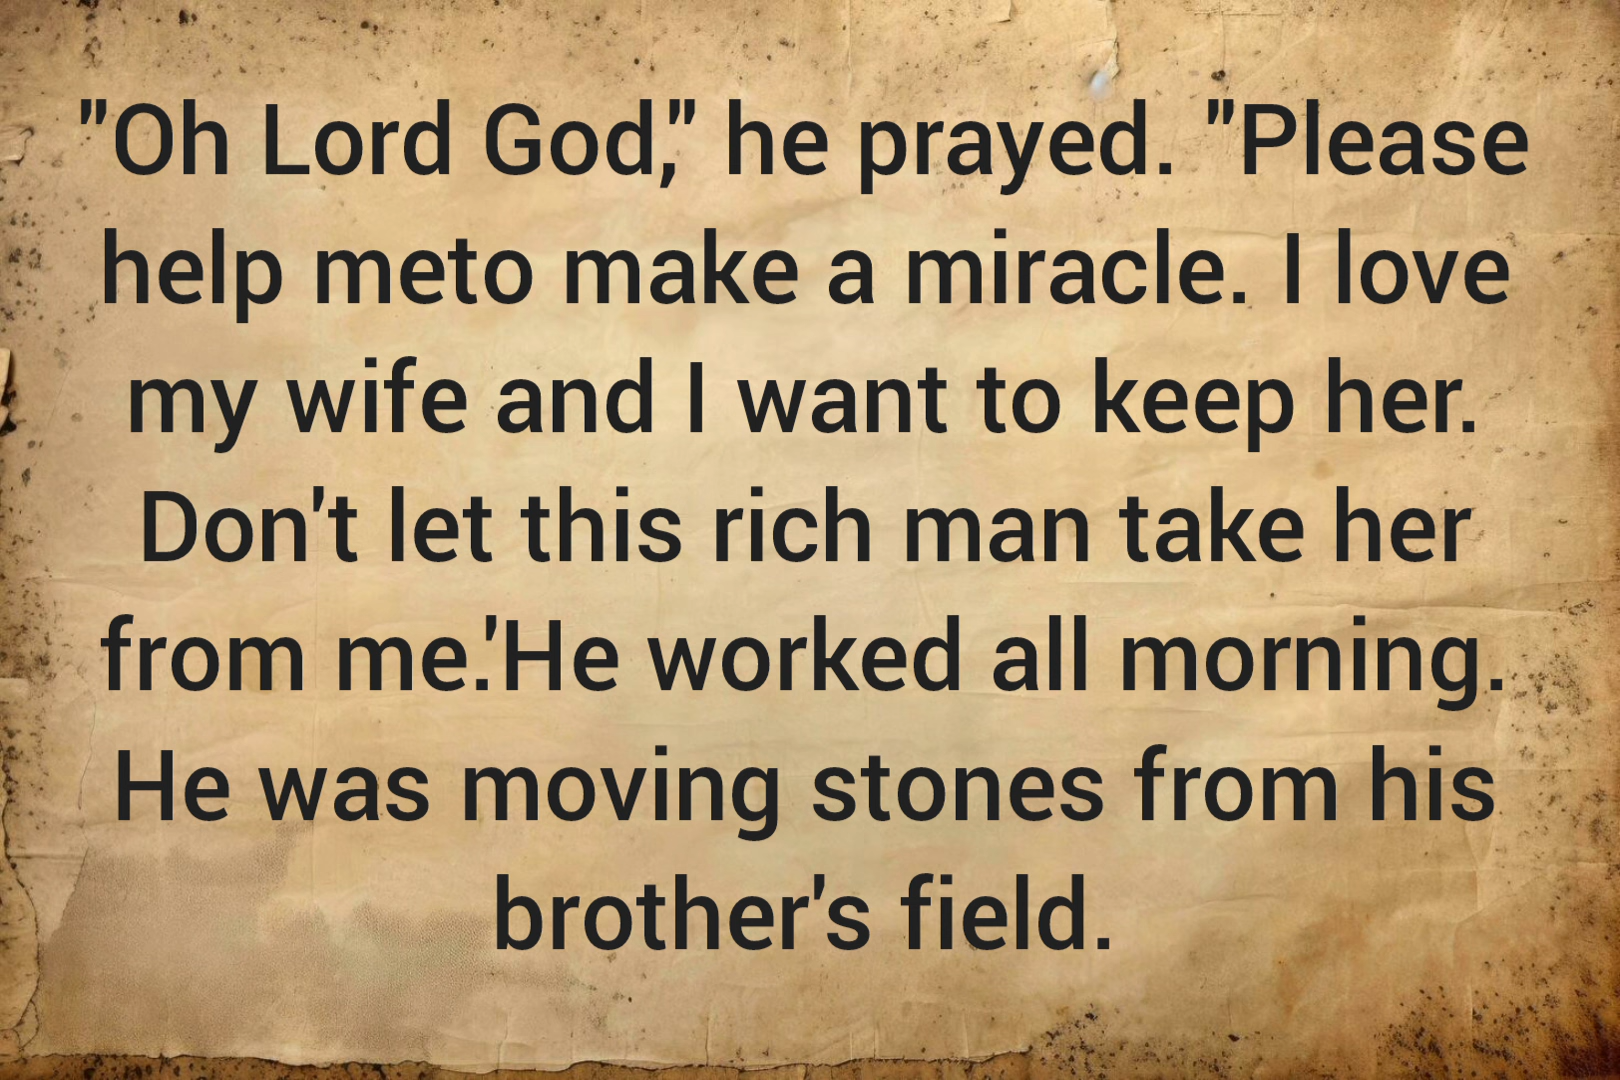 "Oh Lord God," he prayed. "Please
help meto make a miracle. I love
my wife and I want to keep her.
Don't let this rich man take her
from me.'He worked all morning.
He was moving stones from his
brother's field.